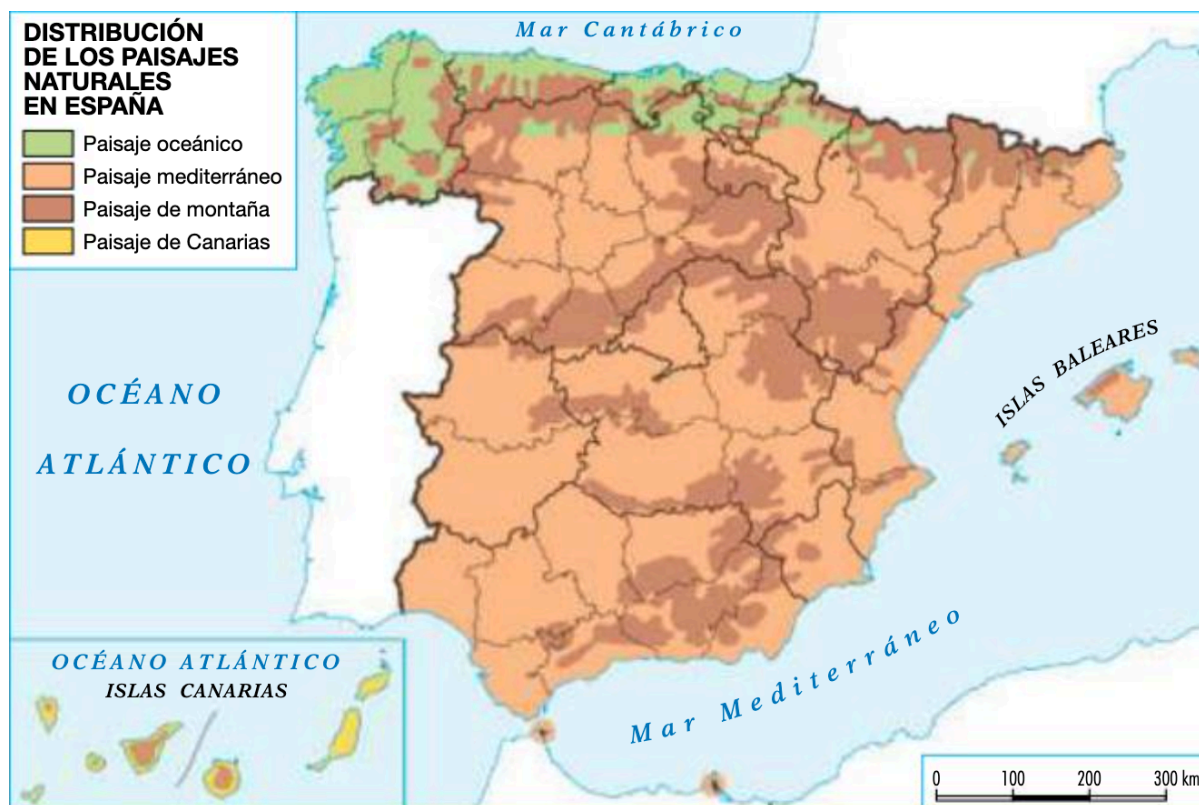 DISTRIBUCIÓN
DE LOS PAISAJES
NATURALES
EN ESPAÑA
Paisaje oceánico
Paisaje mediterráneo
Paisaje de montaña
Paisaje de Canarias
Mar Cantábrico
OCÉANO
ATLÁNTICO
ISLAS BALEARES
Mar Mediterráneo
OCÉANO ATLÁNTICO
ISLAS CANARIAS
0 100 200 300 km